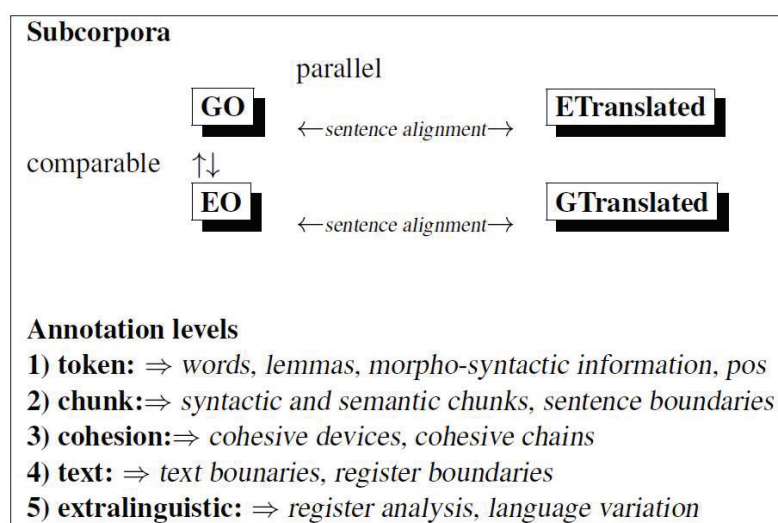 Subcorpora
parallel
GO ETranslated
←sentence alignment→
comparable ↑↓
EO GTranslated
←sentence alignment→
Annotation levels
1) token: ⇒ words, lemmas, morpho-syntactic information, pos
2) chunk:⇒ syntactic and semantic chunks, sentence boundaries
3) cohesion:⇒ cohesive devices, cohesive chains
4) text: ⇒ text bounaries, register boundaries
5) extralinguistic: ⇒ register analysis, language variation